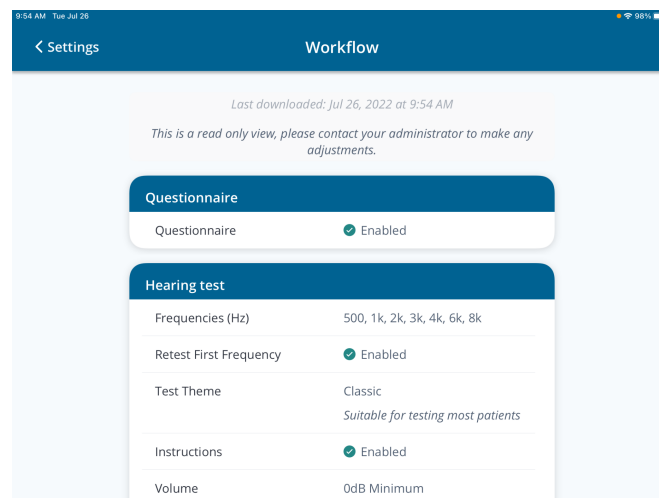 9:54 AM Tue Jul 26
98%
Settings
Workflow
Last downloaded: Jul 26, 2022 at 9:54 AM
This is a read only view, please contact your administrator to make any
adjustments.
Questionnaire
Questionnaire Enabled
Hearing test
Frequencies (Hz) 500, 1k, 2k, 3k, 4k, 6k, 8k
Retest First Frequency Enabled
Test Theme Classic
Suitable for testing most patients
Instructions Enabled
Volume 0dB Minimum